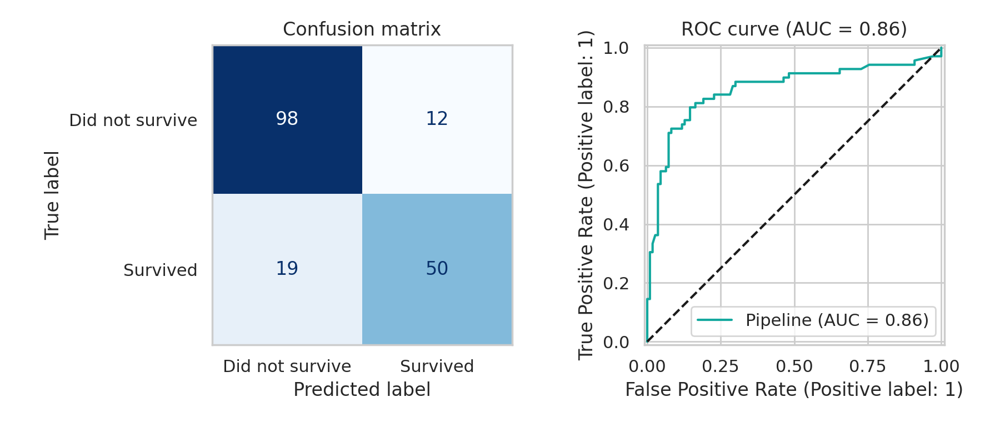 Confusion matrix
True label
Did not survive
98
12
Survived
19
50
Did not survive
Survived
Predicted label
ROC curve (AUC = 0.86)
True Positive Rate (Positive label: 1)
1.0
0.8
0.6
0.4
0.2
0.0
Pipeline (AUC = 0.86)
0.00
0.25
0.50
0.75
1.00
False Positive Rate (Positive label: 1)